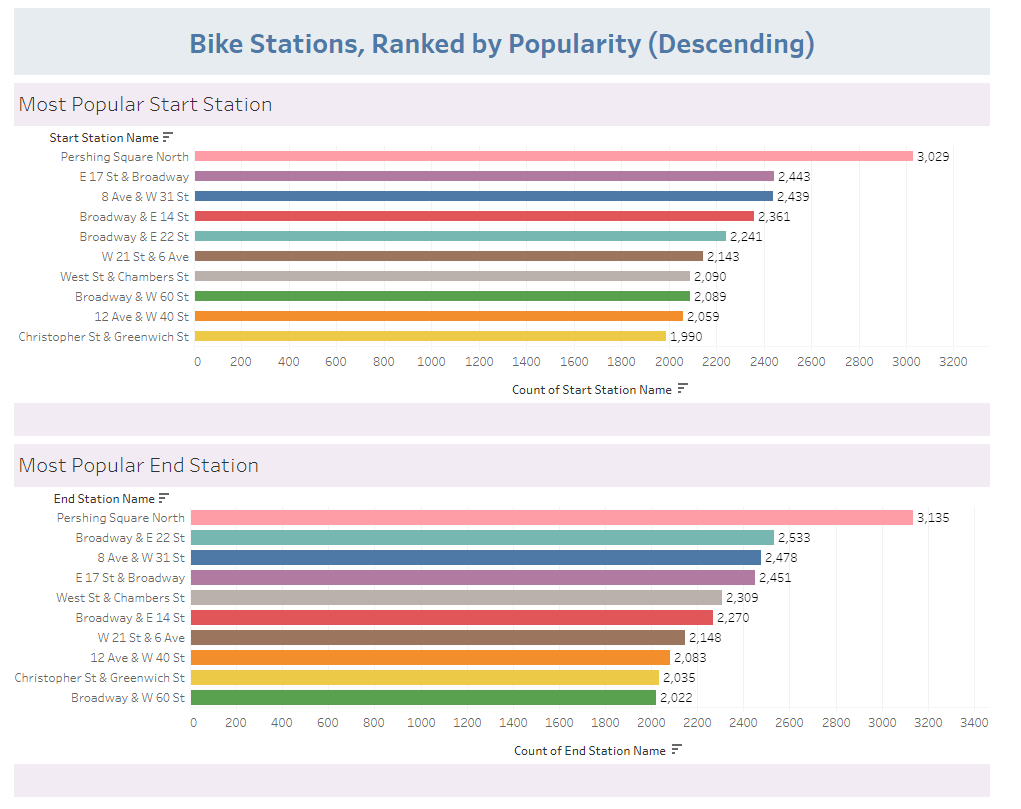 Bike Stations, Ranked by Popularity (Descending)
Most Popular Start Station
Start Station Name
Pershing Square North 3,029
E 17 St & Broadway 2,443
8 Ave & W 31 St 2,439
Broadway & E 14 St 2,361
Broadway & E 22 St 2,241
W 21 St & 6 Ave 2,143
West St & Chambers St 2,090
Broadway & W 60 St 2,089
12 Ave & W 40 St 2,059
Christopher St & Greenwich St 1,990
0 200 400 600 800 1000 1200 1400 1600 1800 2000 2200 2400 2600 2800 3000 3200
Count of Start Station Name
Most Popular End Station
End Station Name
Pershing Square North 3,135
Broadway & E 22 St 2,533
8 Ave & W 31 St 2,478
E 17 St & Broadway 2,451
West St & Chambers St 2,309
Broadway & E 14 St 2,270
W 21 St & 6 Ave 2,148
12 Ave & W 40 St 2,083
Christopher St & Greenwich St 2,035
Broadway & W 60 St 2,022
0 200 400 600 800 1000 1200 1400 1600 1800 2000 2200 2400 2600 2800 3000 3200 3400
Count of End Station Name